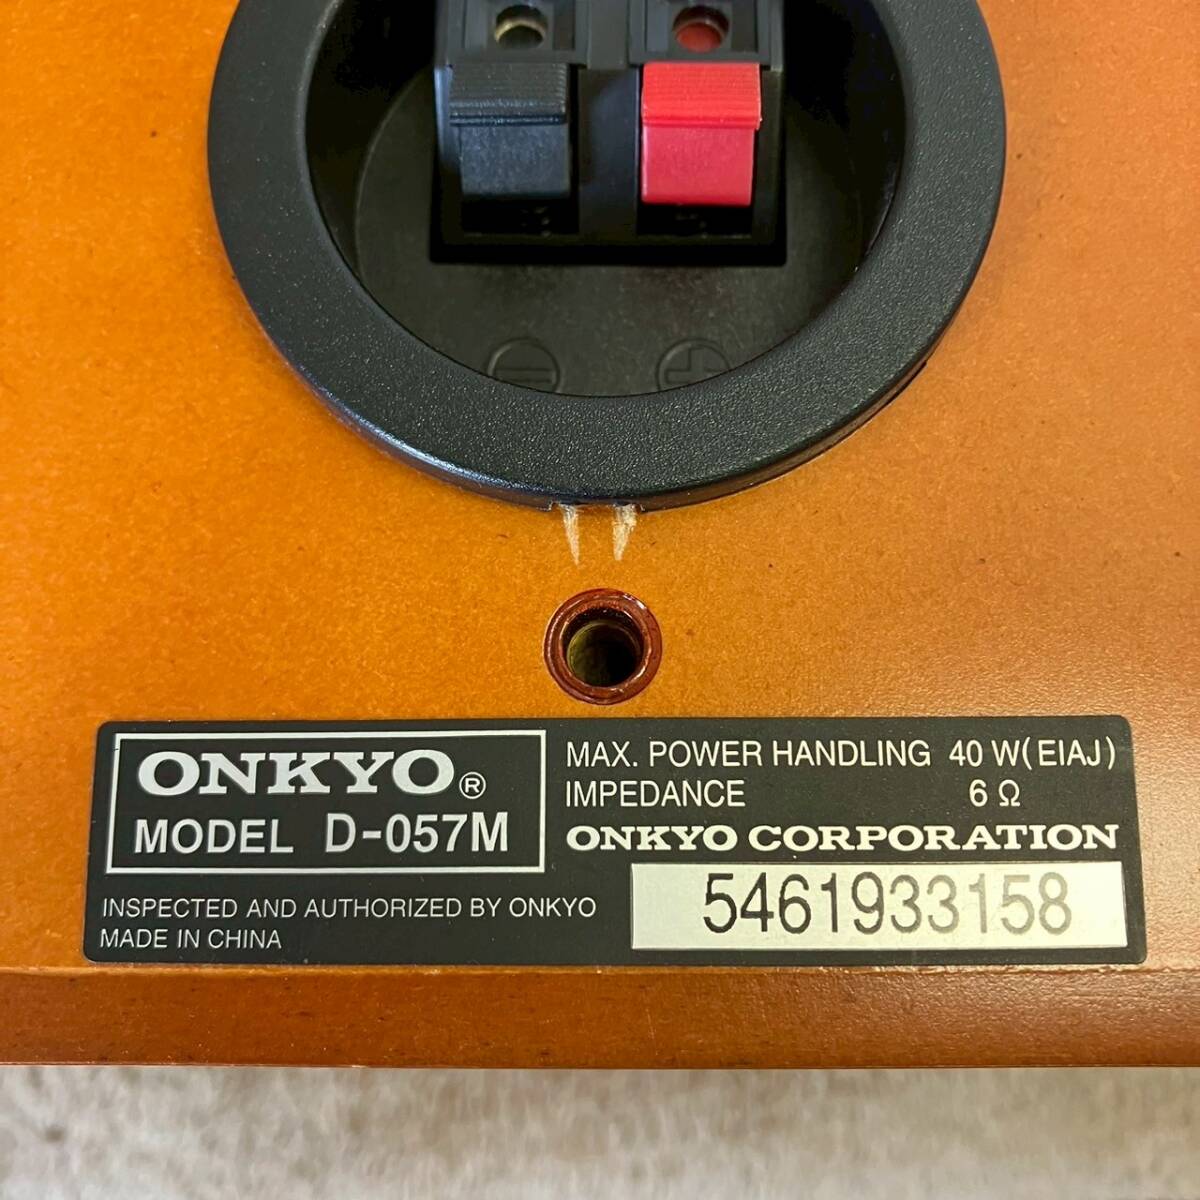 ONKYO®
MODEL D-057M
MAX. POWER HANDLING 40 W(EIAJ)
IMPEDANCE 6 Ω
ONKYO CORPORATION
INSPECTED AND AUTHORIZED BY ONKYO
MADE IN CHINA
5461933158